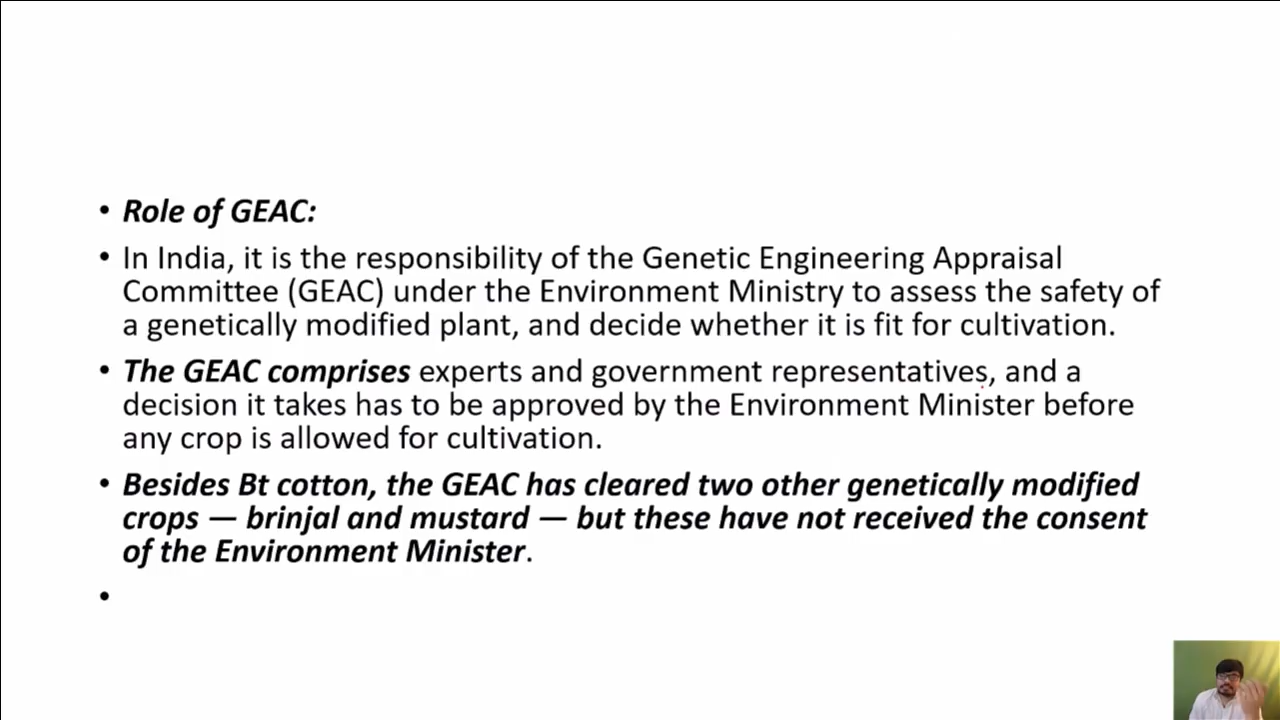 • Role of GEAC:
• In India, it is the responsibility of the Genetic Engineering Appraisal
Committee (GEAC) under the Environment Ministry to assess the safety of
a genetically modified plant, and decide whether it is fit for cultivation.
• The GEAC comprises experts and government representatives, and a
decision it takes has to be approved by the Environment Minister before
any crop is allowed for cultivation.
• Besides Bt cotton, the GEAC has cleared two other genetically modified
crops — brinjal and mustard — but these have not received the consent
of the Environment Minister.
•